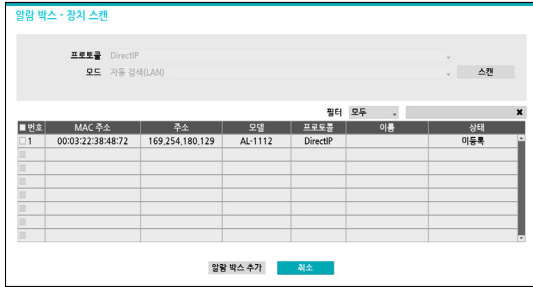 알람 박스 - 장치 스캔
프로토콜 DirectIP
모드 자동 검색(LAN) 스캔
필터 모두
번호 MAC 주소 주소 모델 프로토콜 이름 상태
1 00:03:22:38:48:72 169,254,180,129 AL-1112 DirectIP 미등록
알람 박스 추가 취소